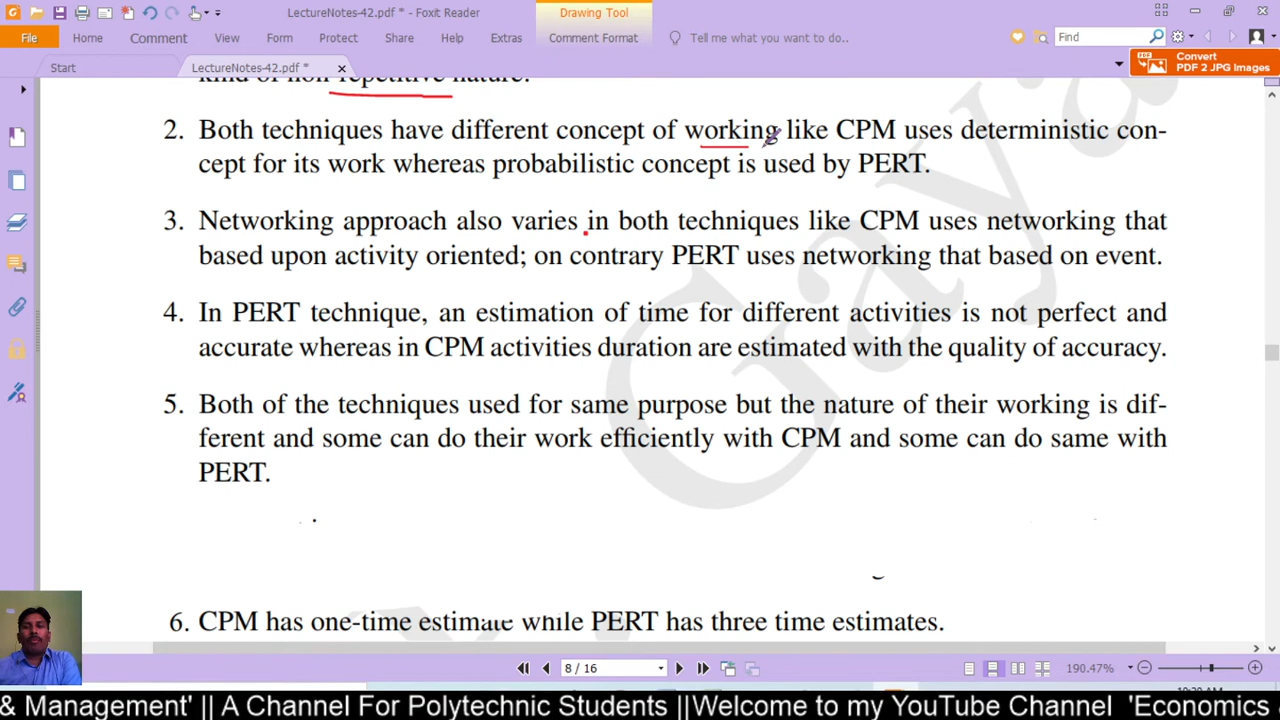 LectureNotes-42.pdf * - Foxit Reader
Drawing Tool
File Home Comment View Form Protect Share Help Extras Comment Format Tell me what you want to do.. Find
Start LectureNotes-42.pdf *
Convert
PDF 2 JPG Images
kind of non repetitive nature.
2. Both techniques have different concept of working like CPM uses deterministic con-
cept for its work whereas probabilistic concept is used by PERT.
3. Networking approach also varies in both techniques like CPM uses networking that
based upon activity oriented; on contrary PERT uses networking that based on event.
4. In PERT technique, an estimation of time for different activities is not perfect and
accurate whereas in CPM activities duration are estimated with the quality of accuracy.
5. Both of the techniques used for same purpose but the nature of their working is dif-
ferent and some can do their work efficiently with CPM and some can do same with
PERT.
6. CPM has one-time estimate while PERT has three time estimates.
8 / 16 190.47%
& Management' || A Channel For Polytechnic Students ||Welcome to my YouTube Channel 'Economics